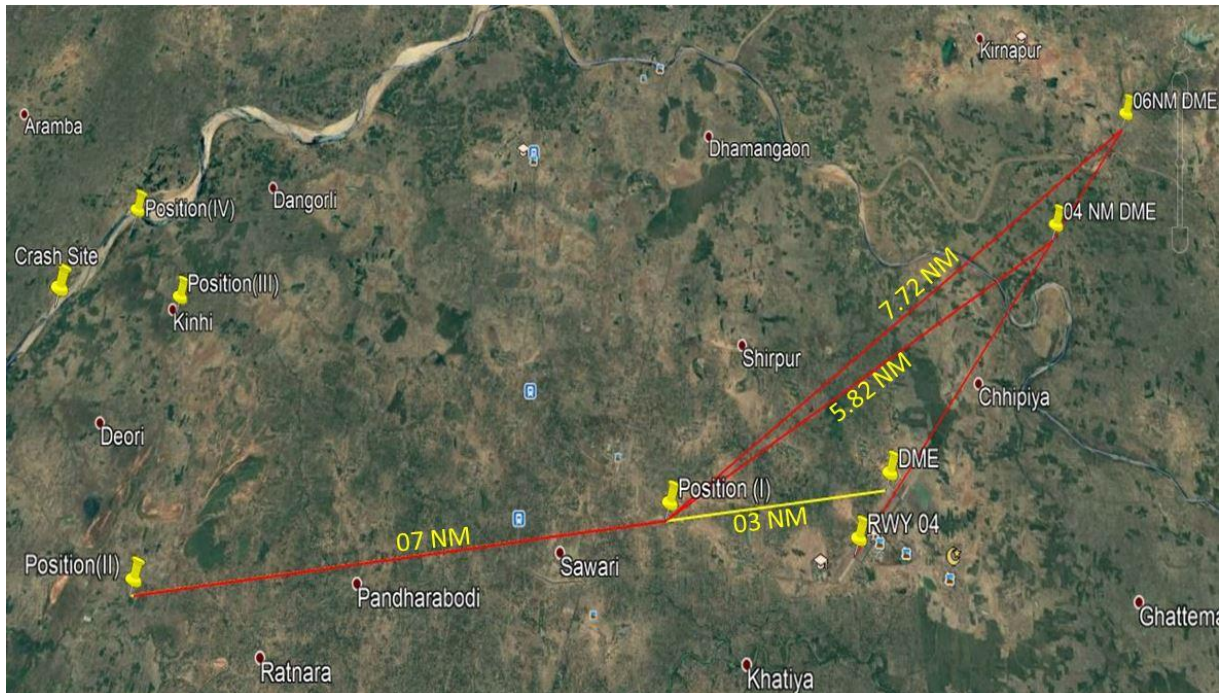 Kirnapur
06NM DME
Aramba
Dhamangaon
Dangorli
Position(IV)
04 NM DME
Crash Site
Position(III)
Kinhi
7.72 NM
Shirpur
5.82 NM
Chhipiya
Deori
DME
Position (I)
03 NM
RWY 04
07 NM
Sawari
Position(II)
Pandharabodi
Ghattema
Ratnara
Khatiya